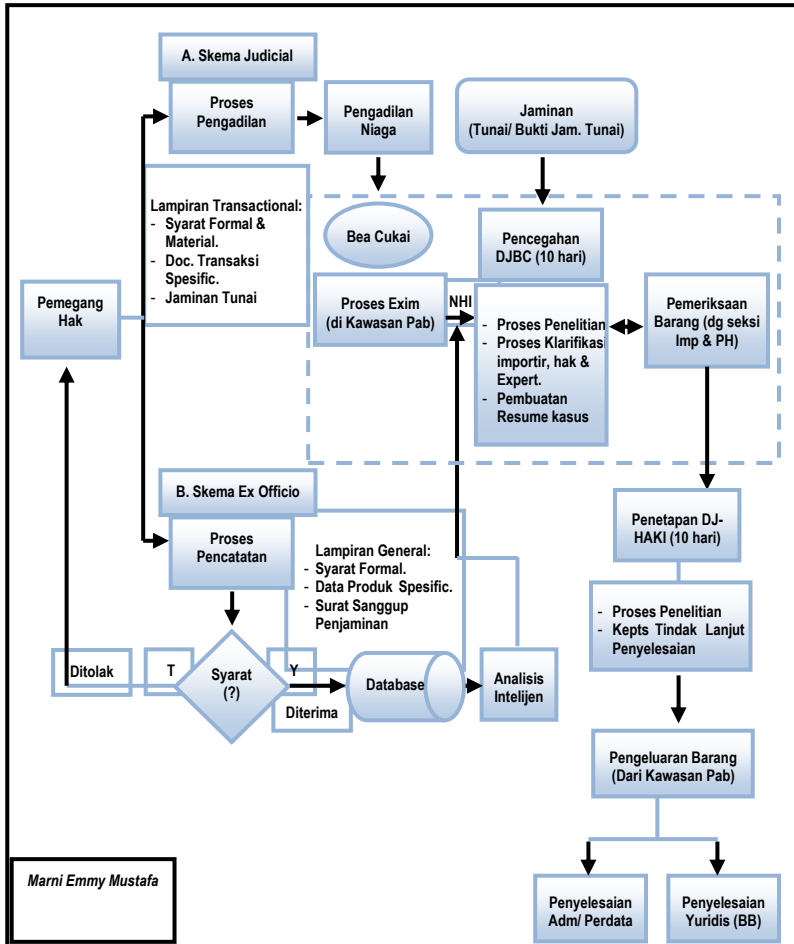 A. Skema Judicial
Proses
Pengadilan
Pengadilan
Niaga
Jaminan
(Tunai/ Bukti Jam. Tunai)
Lampiran Transactional:
- Syarat Formal &
Material.
- Doc. Transaksi
Spesific.
- Jaminan Tunai
Bea Cukai
Pencegahan
DJBC (10 hari)
Pemegang
Hak
Proses Exim
(di Kawasan Pab)
NHI
- Proses Penelitian
- Proses Klarifikasi
importir, hak &
Expert.
- Pembuatan
Resume kasus
Pemeriksaan
Barang (dg seksi
Imp & PH)
B. Skema Ex Officio
Proses
Pencatatan
Lampiran General:
- Syarat Formal.
- Data Produk Spesific.
- Surat Sanggup
Penjaminan
Penetapan DJ-
HAKI (10 hari)
- Proses Penelitian
- Kepts Tindak Lanjut
Penyelesaian
Ditolak
T
Syarat
(?)
Y
Diterima
Database
Analisis
Intelijen
Pengeluaran Barang
(Dari Kawasan Pab)
Marni Emmy Mustafa
Penyelesaian
Adm/ Perdata
Penyelesaian
Yuridis (BB)